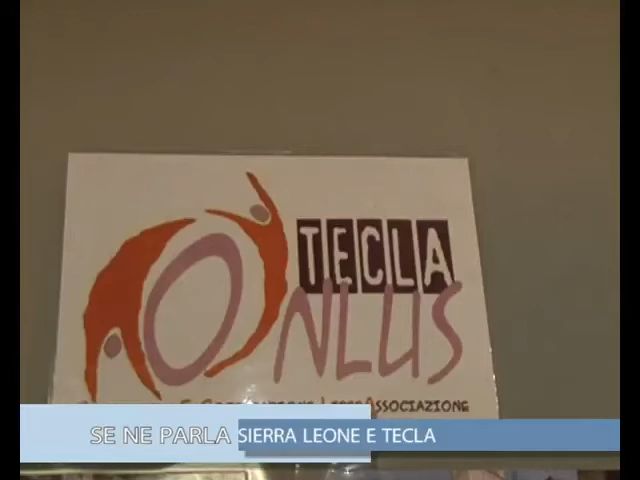 TECLA
ONLUS
ASSOCIAZIONE
SE NE PARLA SIERRA LEONE E TECLA